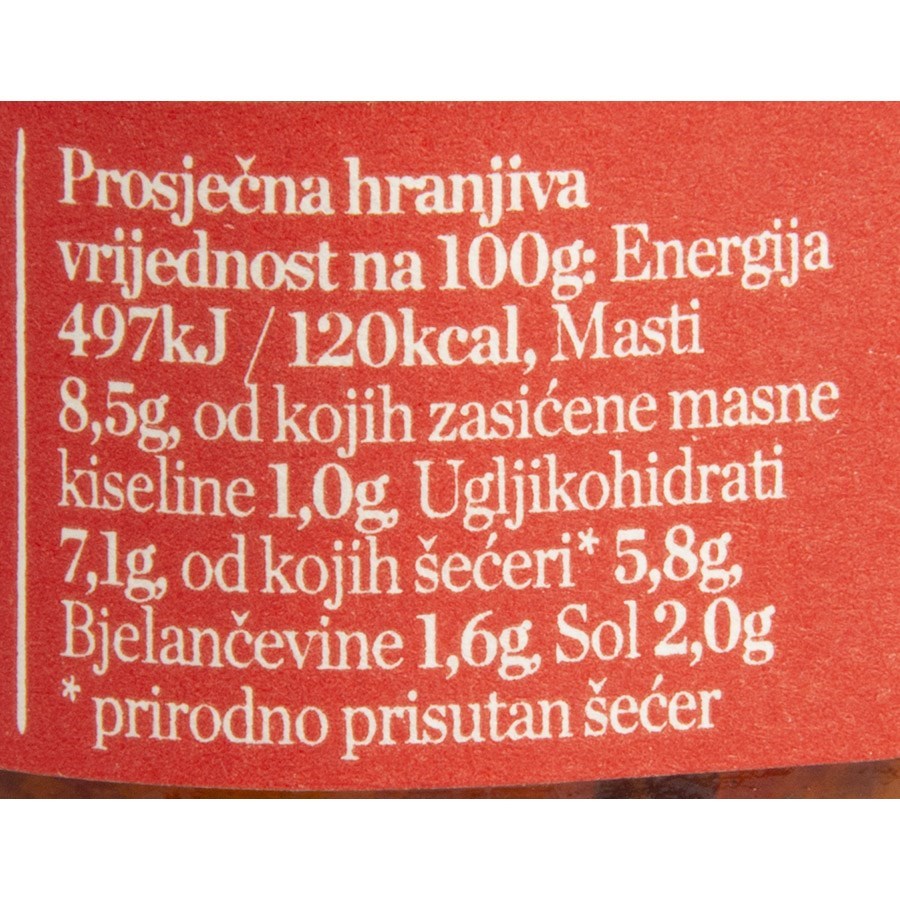 Prosječna hranjiva
vrijednost na 100g: Energija
497kJ / 120kcal, Masti
8,5g, od kojih zasićene masne
kiseline 1,0g, Ugljikohidrati
7,1g, od kojih šećeri* 5,8g,
Bjelančevine 1,6g, Sol 2,0g
* prirodno prisutan šećer